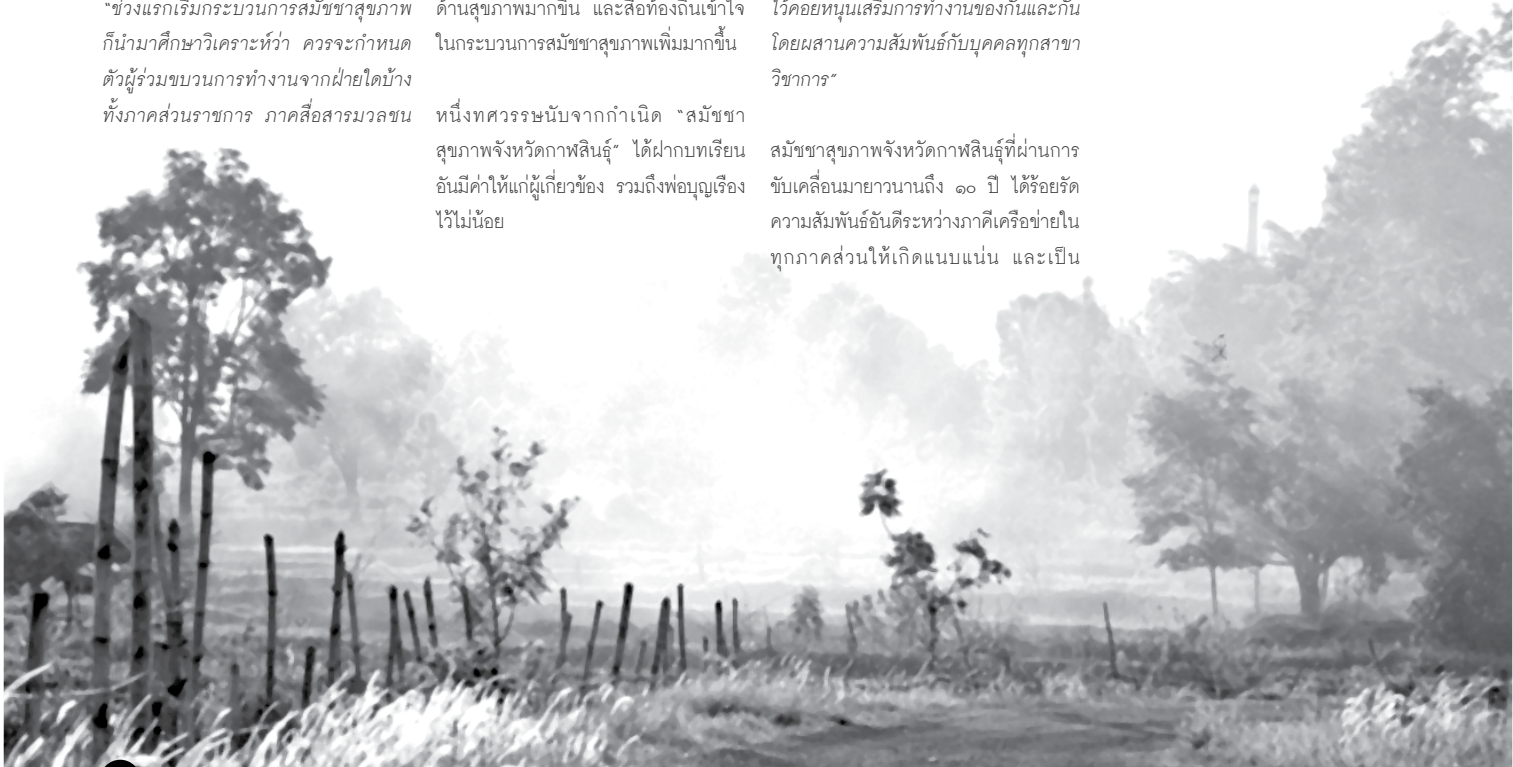 “ช่วงแรกเริ่มกระบวนการสมัชชาสุขภาพ
ก็นำมาศึกษาวิเคราะห์ว่า ควรจะกำหนด
ตัวผู้ร่วมขบวนการทำงานจากฝ่ายใดบ้าง
ทั้งภาคส่วนราชการ ภาคสื่อสารมวลชน
ด้านสุขภาพมากขึ้น และสื่อท้องถิ่นเข้าใจ
ในกระบวนการสมัชชาสุขภาพเพิ่มมากขึ้น
หนึ่งทศวรรษนับจากกำเนิด “สมัชชา
สุขภาพจังหวัดกาฬสินธุ์” ได้ฝากบทเรียน
อันมีค่าให้แก่ผู้เกี่ยวข้อง รวมถึงพ่อบุญเรือง
ไว้ไม่น้อย
ไว้คอยหนุนเสริมการทำงานของกันและกัน
โดยผสานความสัมพันธ์กับบุคคลทุกสาขา
วิชาการ”
สมัชชาสุขภาพจังหวัดกาฬสินธุ์ที่ผ่านการ
ขับเคลื่อนมายาวนานถึง ๑๐ ปี ได้ร้อยรัด
ความสัมพันธ์อันดีระหว่างภาคีเครือข่ายใน
ทุกภาคส่วนให้เกิดแนบแน่น และเป็น